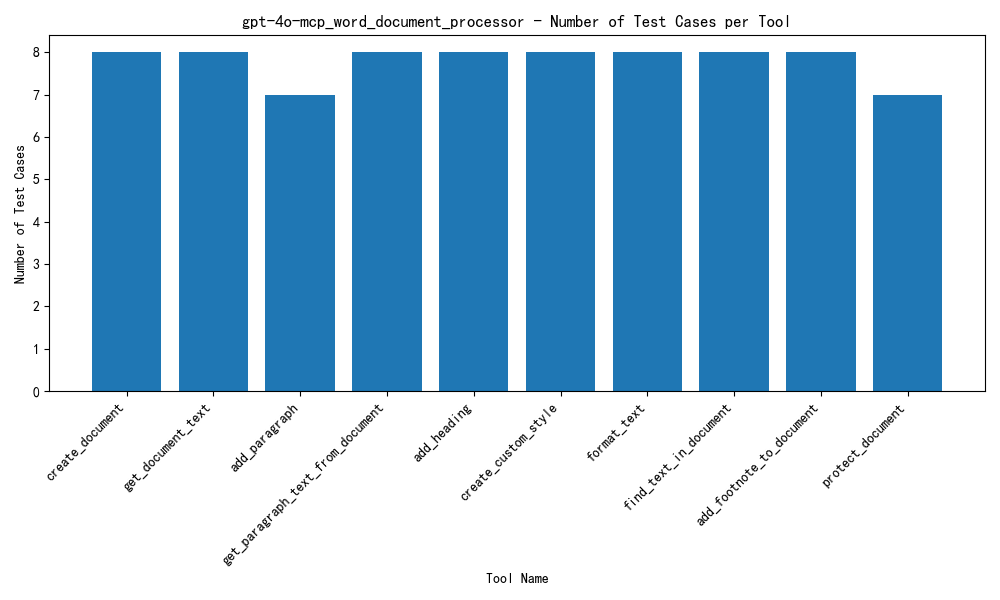 gpt-4o-mcp_word_document_processor - Number of Test Cases per Tool
Number of Test Cases
8
7
6
5
4
3
2
1
0
create_document
get_document_text
add_paragraph
get_paragraph_text_from_document
add_heading
create_custom_style
format_text
find_text_in_document
add_footnote_to_document
protect_document
Tool Name